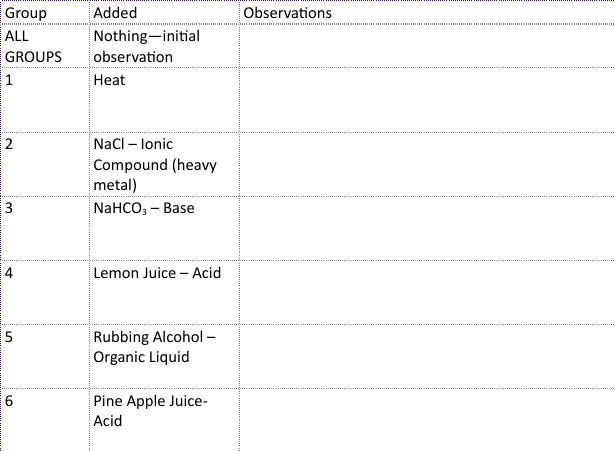 Group Added Observations
ALL Nothing—initial
GROUPS observation
1 Heat
2 NaCl – Ionic
Compound (heavy
metal)
3 NaHCO₃ – Base
4 Lemon Juice – Acid
5 Rubbing Alcohol –
Organic Liquid
6 Pine Apple Juice-
Acid